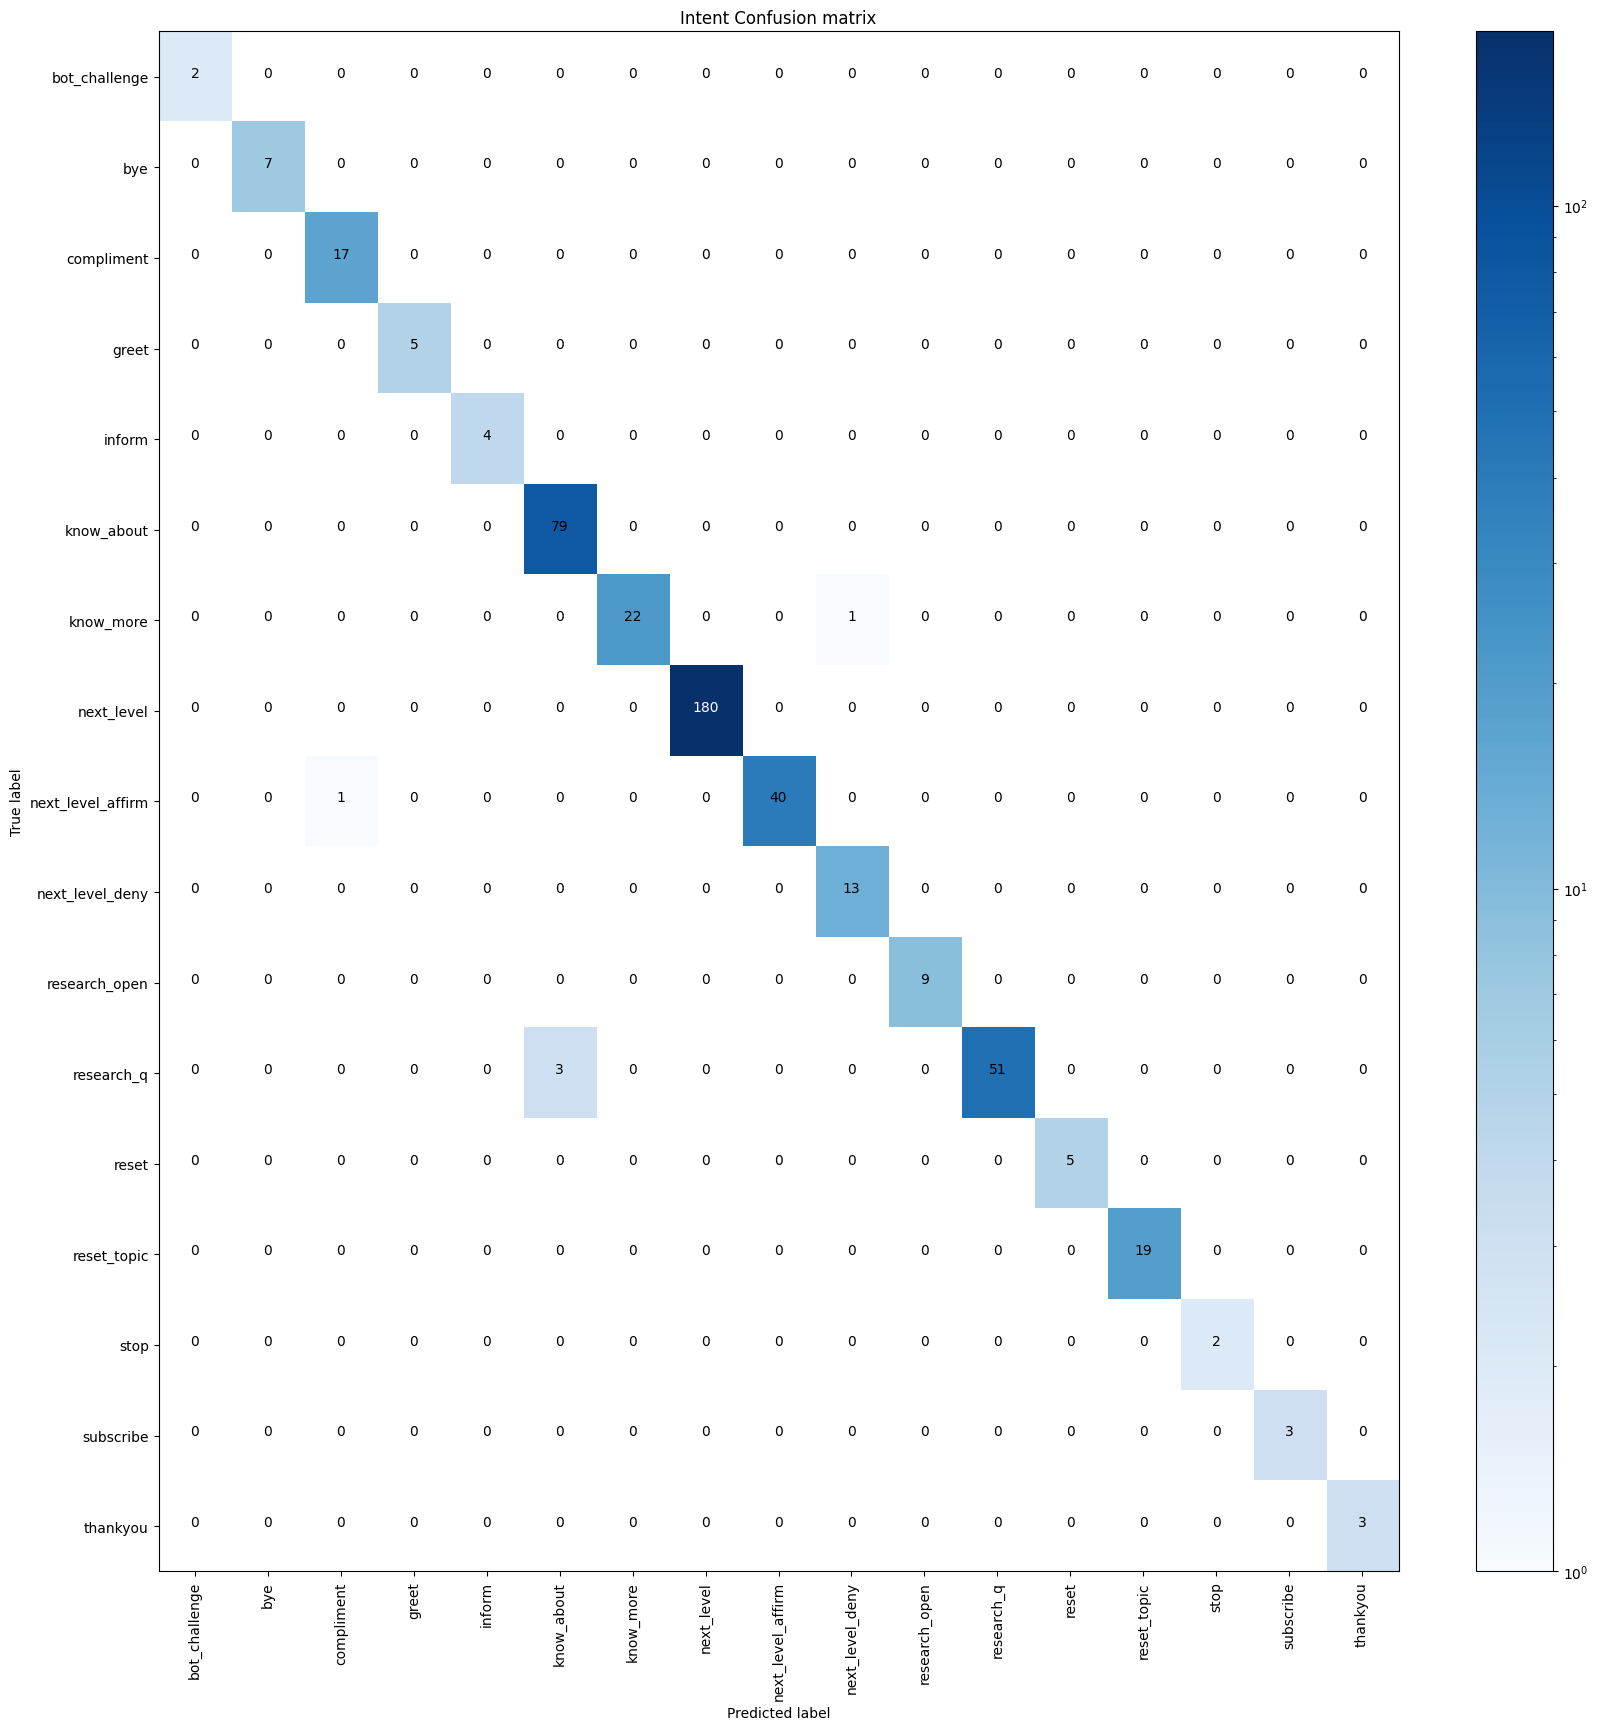 Intent Confusion matrix
bot_challenge 2 0 0 0 0 0 0 0 0 0 0 0 0 0 0 0 0
bye 0 7 0 0 0 0 0 0 0 0 0 0 0 0 0 0 0
compliment 0 0 17 0 0 0 0 0 0 0 0 0 0 0 0 0 0
greet 0 0 0 5 0 0 0 0 0 0 0 0 0 0 0 0 0
inform 0 0 0 0 4 0 0 0 0 0 0 0 0 0 0 0 0
know_about 0 0 0 0 0 79 0 0 0 0 0 0 0 0 0 0 0
know_more 0 0 0 0 0 0 22 0 0 1 0 0 0 0 0 0 0
next_level 0 0 0 0 0 0 0 180 0 0 0 0 0 0 0 0 0
next_level_affirm 0 0 1 0 0 0 0 0 40 0 0 0 0 0 0 0 0
next_level_deny 0 0 0 0 0 0 0 0 0 13 0 0 0 0 0 0 0
research_open 0 0 0 0 0 0 0 0 0 0 9 0 0 0 0 0 0
research_q 0 0 0 0 0 3 0 0 0 0 0 51 0 0 0 0 0
reset 0 0 0 0 0 0 0 0 0 0 0 0 5 0 0 0 0
reset_topic 0 0 0 0 0 0 0 0 0 0 0 0 0 19 0 0 0
stop 0 0 0 0 0 0 0 0 0 0 0 0 0 0 2 0 0
subscribe 0 0 0 0 0 0 0 0 0 0 0 0 0 0 0 3 0
thankyou 0 0 0 0 0 0 0 0 0 0 0 0 0 0 0 0 3
True label
bot_challenge
bye
compliment
greet
inform
know_about
know_more
next_level
next_level_affirm
next_level_deny
research_open
research_q
reset
reset_topic
stop
subscribe
thankyou
Predicted label
10²
10¹
10⁰